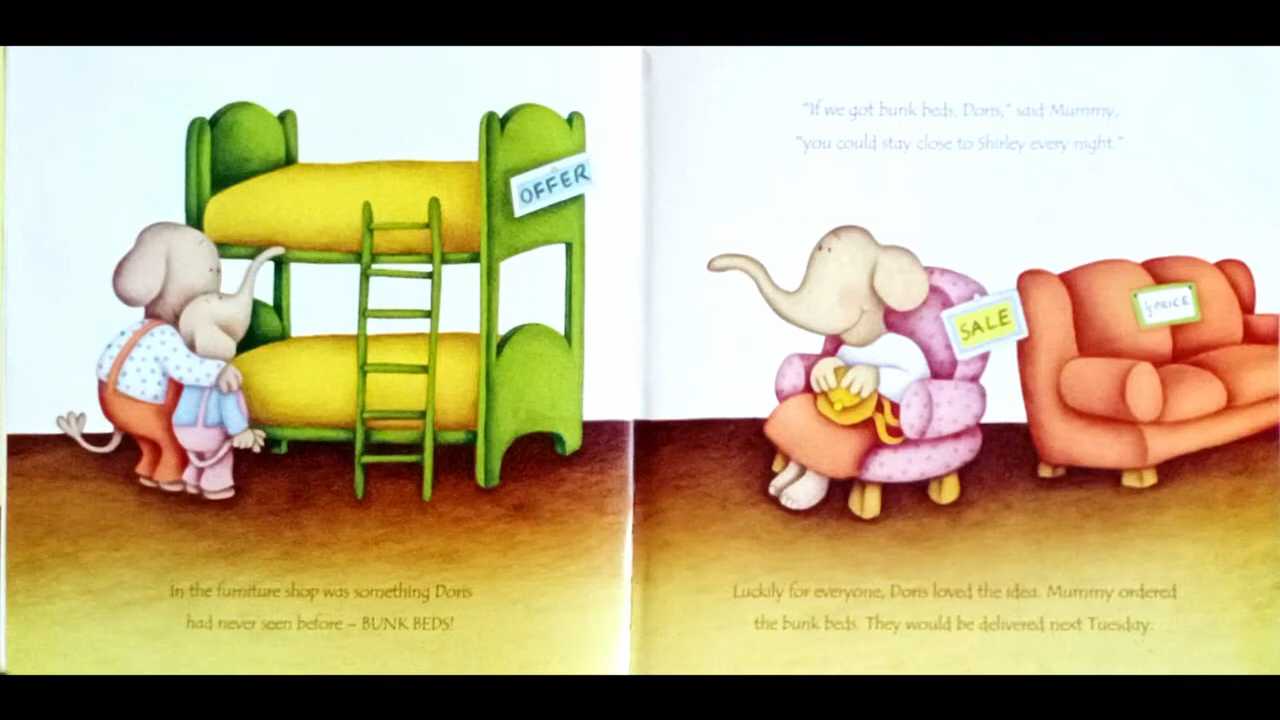 OFFER
In the furniture shop was something Doris
had never seen before – BUNK BEDS!
"If we got bunk beds, Doris," said Mummy,
"you could stay close to Shirley every night."
SALE
½ PRICE
Luckily for everyone, Doris loved the idea. Mummy ordered
the bunk beds. They would be delivered next Tuesday.